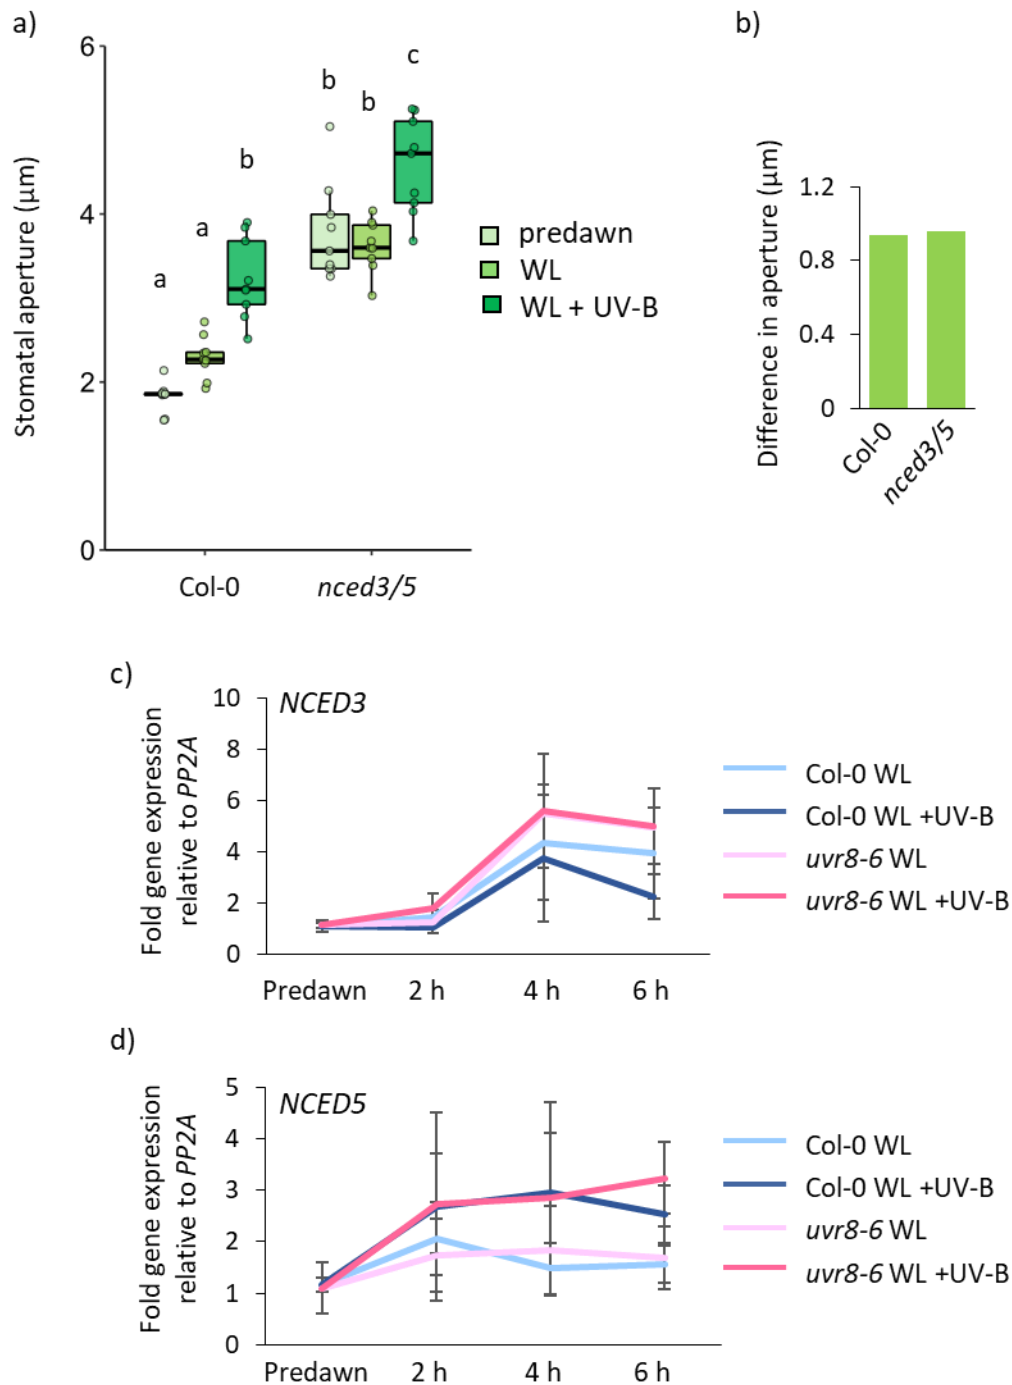 a)
Stomatal aperture (μm)
6
4
2
0
a
a
b
b
b
c
predawn
WL
WL + UV-B
Col-0
nced3/5
b)
Difference in aperture (μm)
1.2
0.8
0.4
0
Col-0
nced3/5
c)
Fold gene expression
relative to PP2A
NCED3
10
8
6
4
2
0
Predawn
2 h
4 h
6 h
Col-0 WL
Col-0 WL +UV-B
uvr8-6 WL
uvr8-6 WL +UV-B
d)
Fold gene expression
relative to PP2A
NCED5
5
4
3
2
1
0
Predawn
2 h
4 h
6 h
Col-0 WL
Col-0 WL +UV-B
uvr8-6 WL
uvr8-6 WL +UV-B